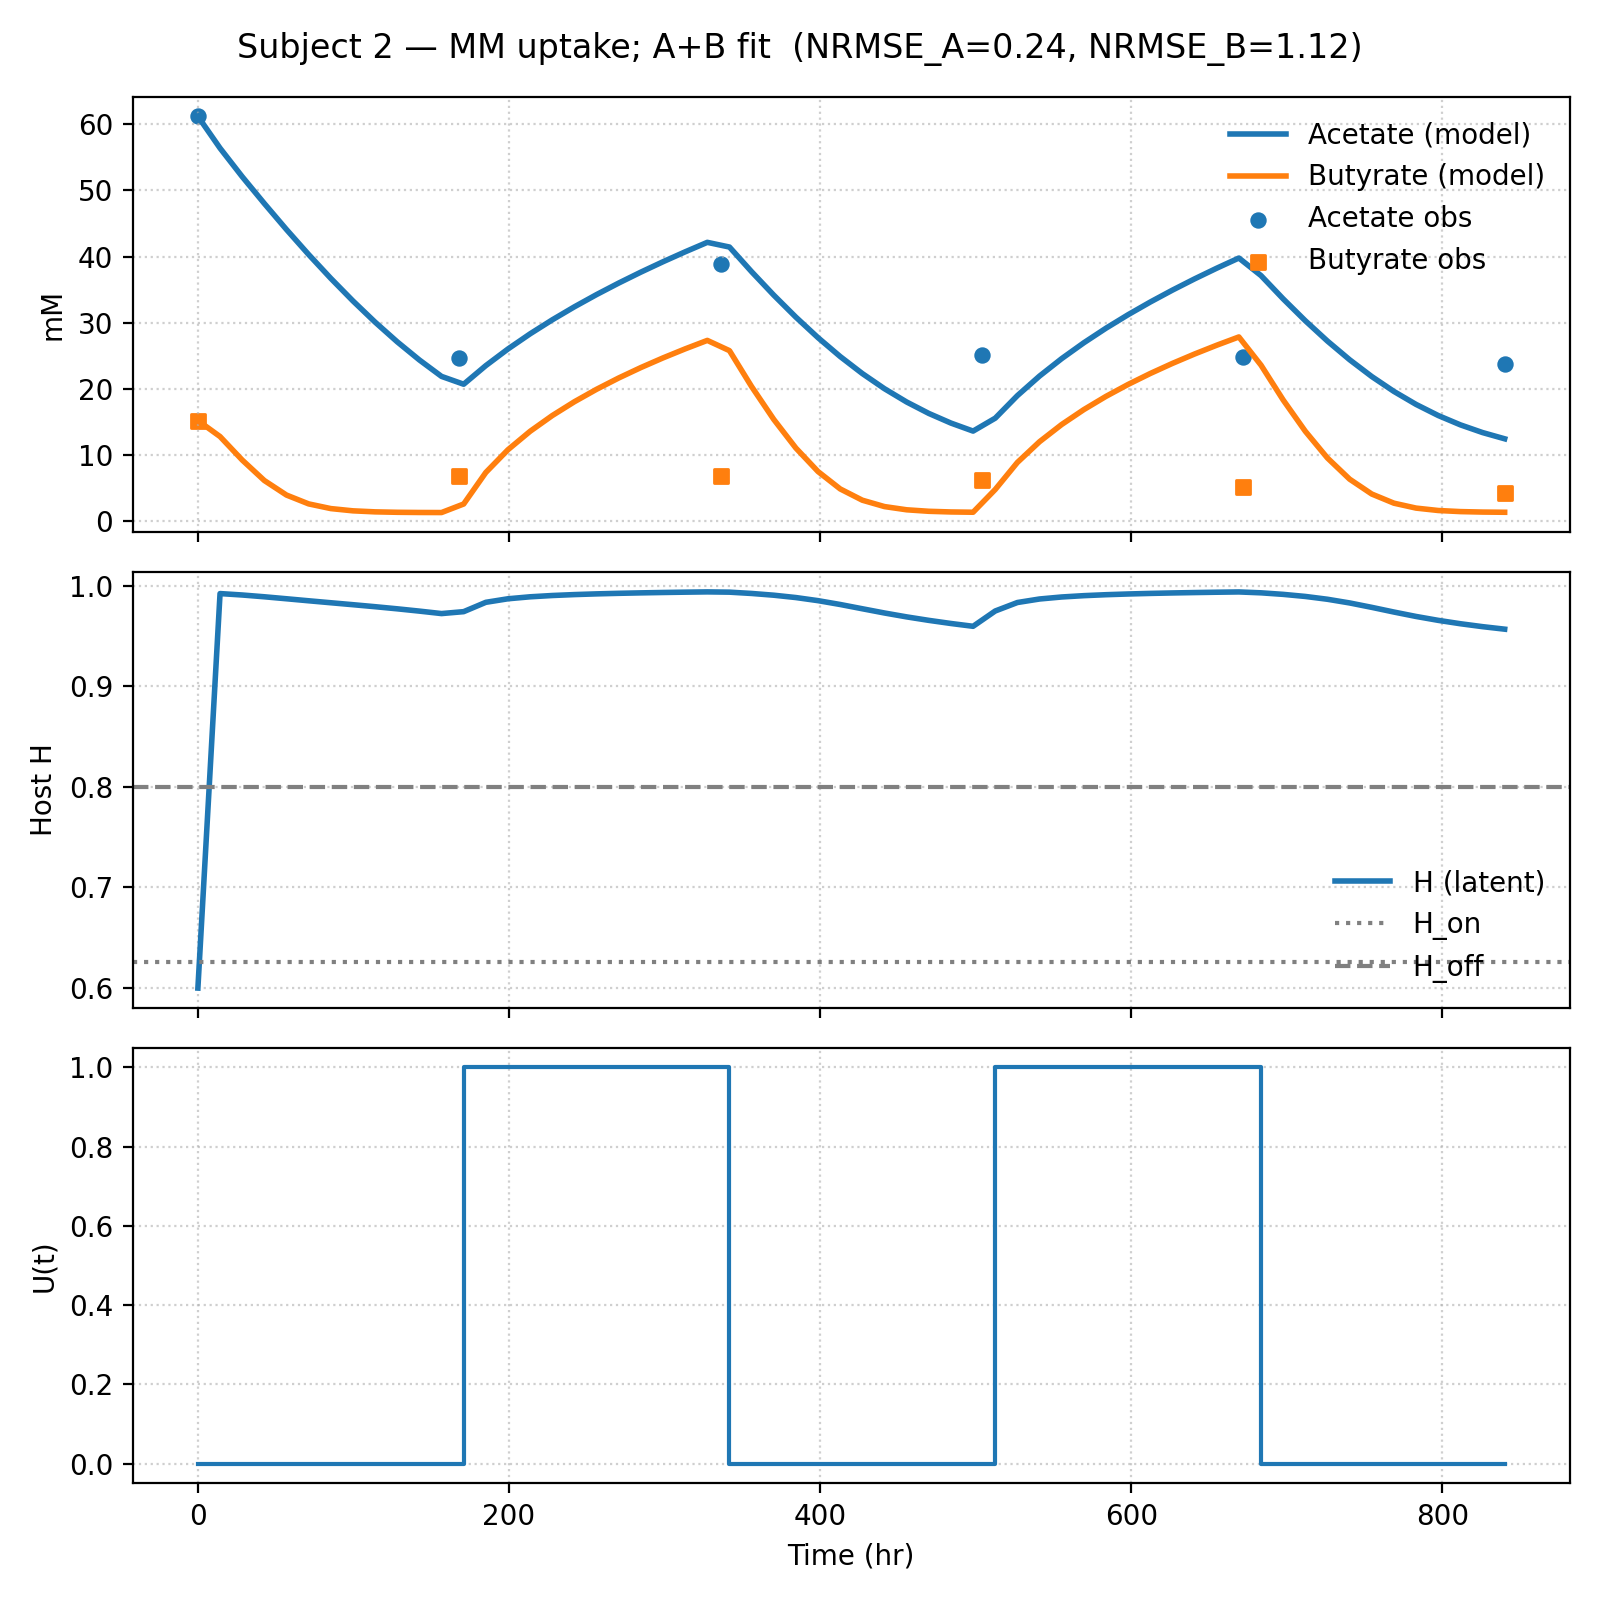 Subject 2 — MM uptake; A+B fit  (NRMSE_A=0.24, NRMSE_B=1.12)
mM
60
50
40
30
20
10
0
Acetate (model)
Butyrate (model)
Acetate obs
Butyrate obs
Host H
1.0
0.9
0.8
0.7
0.6
H (latent)
H_on
H_off
U(t)
1.0
0.8
0.6
0.4
0.2
0.0
0 200 400 600 800
Time (hr)